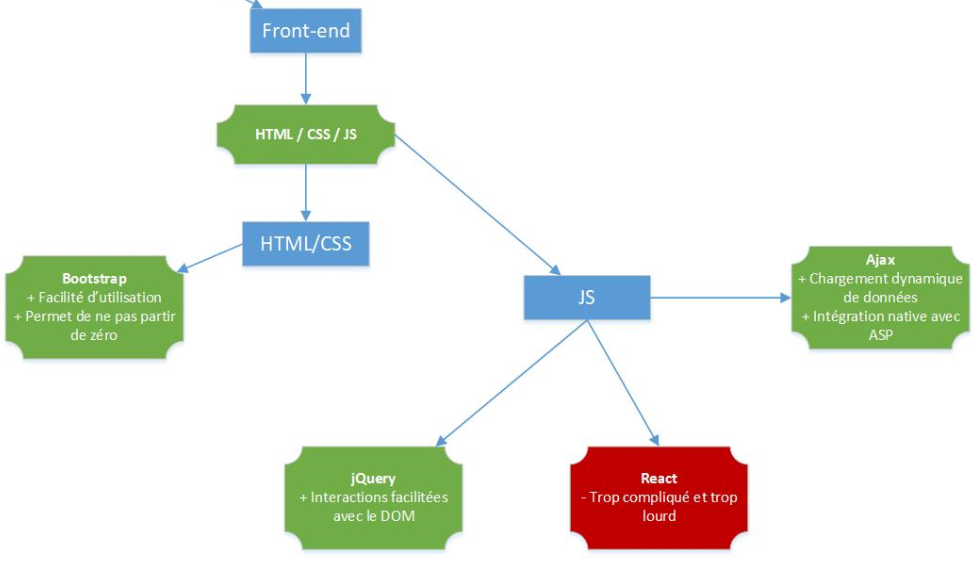 Front-end
HTML / CSS / JS
HTML/CSS
Bootstrap
+ Facilité d’utilisation
+ Permet de ne pas partir
de zéro
JS
Ajax
+ Chargement dynamique
de données
+ Intégration native avec
ASP
jQuery
+ Interactions facilitées
avec le DOM
React
- Trop compliqué et trop
lourd